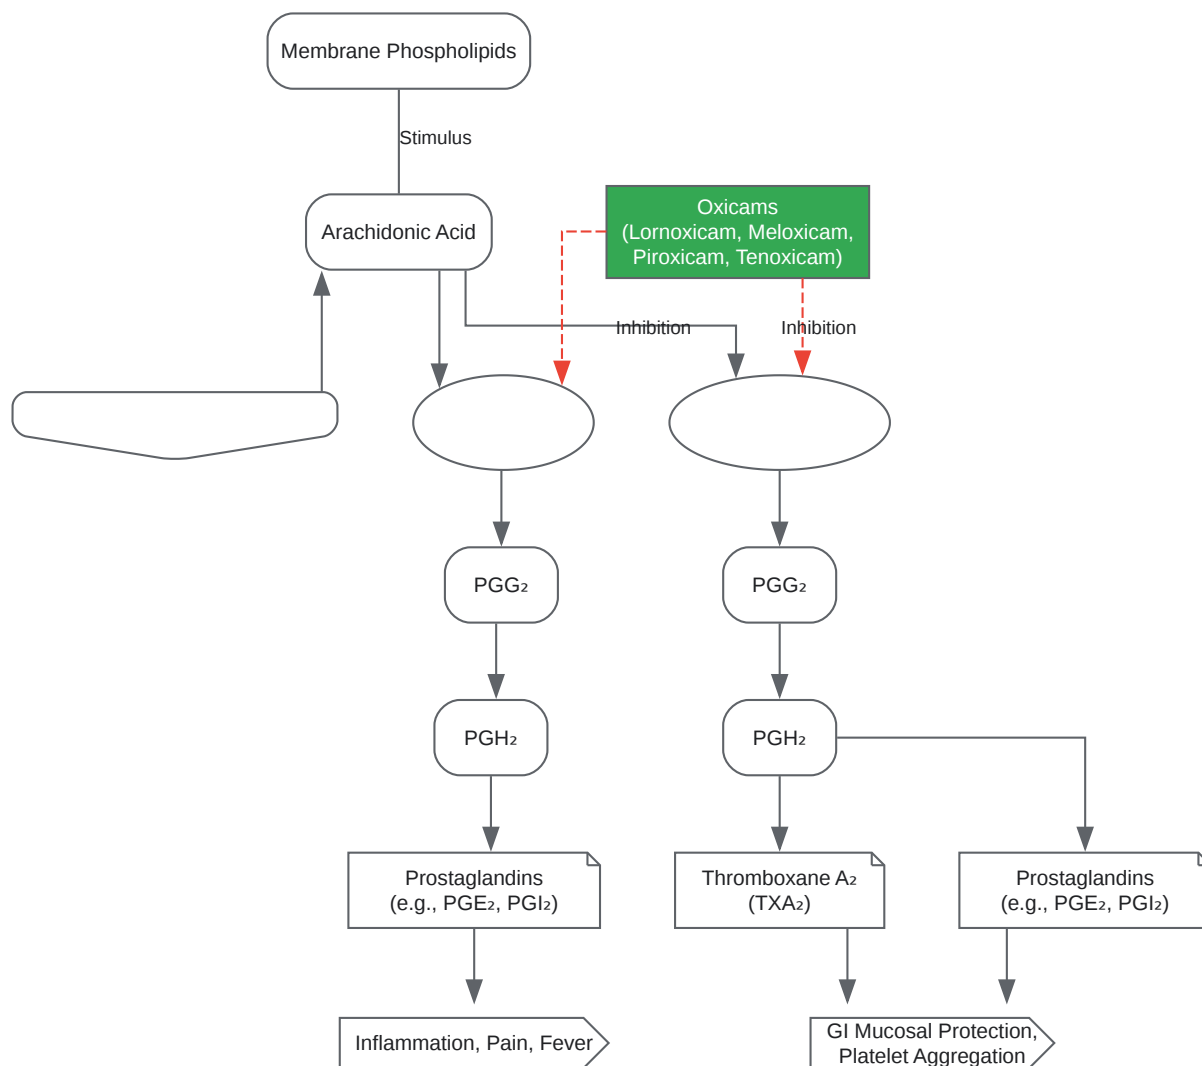 Membrane Phospholipids
Stimulus
Arachidonic Acid
Oxicams
(Lornoxicam, Meloxicam,
Piroxicam, Tenoxicam)
Inhibition
Inhibition
PGG₂
PGG₂
PGH₂
PGH₂
Prostaglandins
(e.g., PGE₂, PGI₂)
Thromboxane A₂
(TXA₂)
Prostaglandins
(e.g., PGE₂, PGI₂)
Inflammation, Pain, Fever
GI Mucosal Protection,
Platelet Aggregation